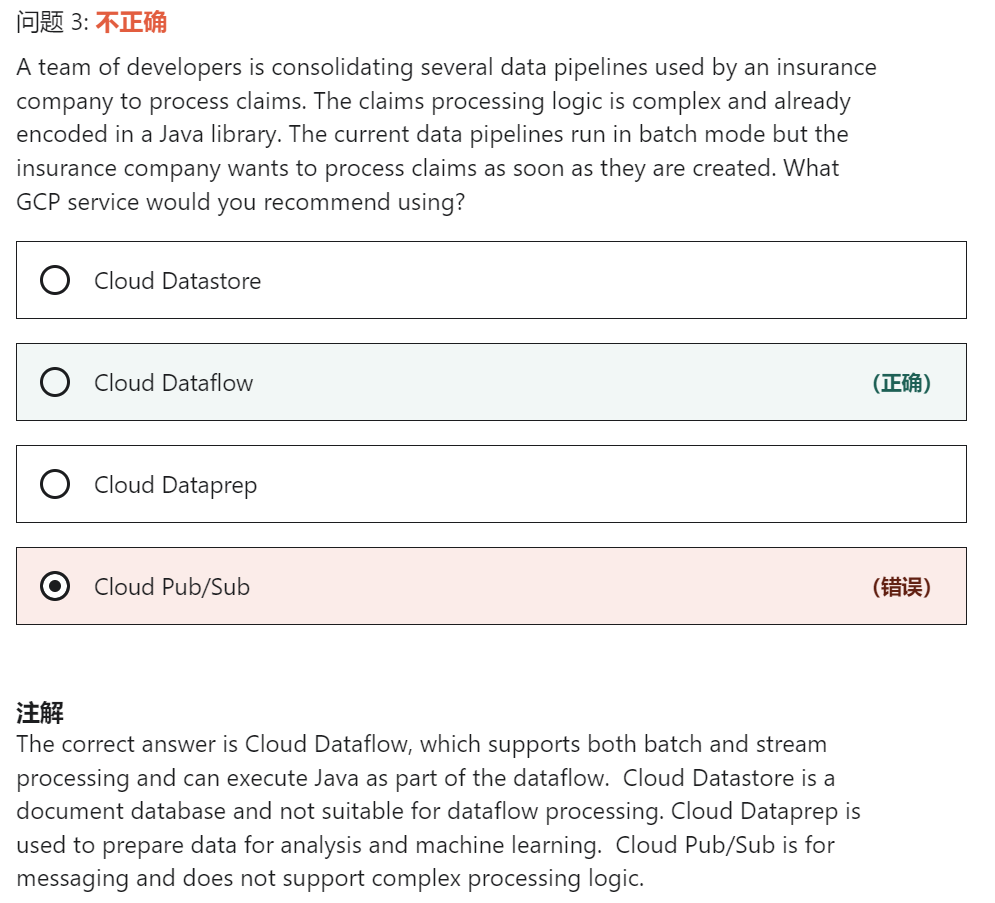 问题 3: 不正确
A team of developers is consolidating several data pipelines used by an insurance
company to process claims. The claims processing logic is complex and already
encoded in a Java library. The current data pipelines run in batch mode but the
insurance company wants to process claims as soon as they are created. What
GCP service would you recommend using?
Cloud Datastore
Cloud Dataflow (正确)
Cloud Dataprep
Cloud Pub/Sub (错误)
注解
The correct answer is Cloud Dataflow, which supports both batch and stream
processing and can execute Java as part of the dataflow.  Cloud Datastore is a
document database and not suitable for dataflow processing. Cloud Dataprep is
used to prepare data for analysis and machine learning.  Cloud Pub/Sub is for
messaging and does not support complex processing logic.